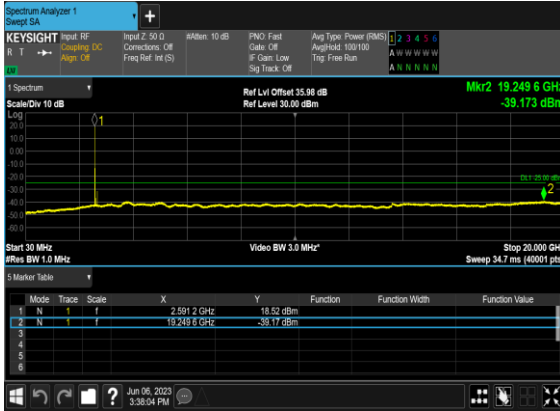 Spectrum Analyzer 1
Swept SA
+
KEYSIGHT Input: RF Input Z: 50 Ω #Atten: 10 dB PNO: Fast Avg Type: Power (RMS) 1 2 3 4 5 6
R T Coupling: DC Corrections: Off Gate: Off Avg|Hold: 100/100 A W W W W W
Align: Off Freq Ref: Int (S) IF Gain: Low Trig: Free Run
Sig Track: Off A N N N N N
1 Spectrum Ref Lvl Offset 35.98 dB Mkr2 19.249 6 GHz
Scale/Div 10 dB Ref Level 30.00 dBm -39.173 dBm
Log
20.0
10.0
0.00
-10.0
-20.0
-30.0
-40.0
-50.0
-60.0
1
DL1 -25.00 dBm
2
Start 30 MHz Video BW 3.0 MHz* Stop 20.000 GHz
#Res BW 1.0 MHz Sweep 34.7 ms (40001 pts)
5 Marker Table
Mode Trace Scale X Y Function Function Width Function Value
1 N 1 f 2.591 2 GHz 18.52 dBm
2 N 1 f 19.249 6 GHz -39.17 dBm
3
4
5
6
? Jun 06, 2023
3:38:04 PM